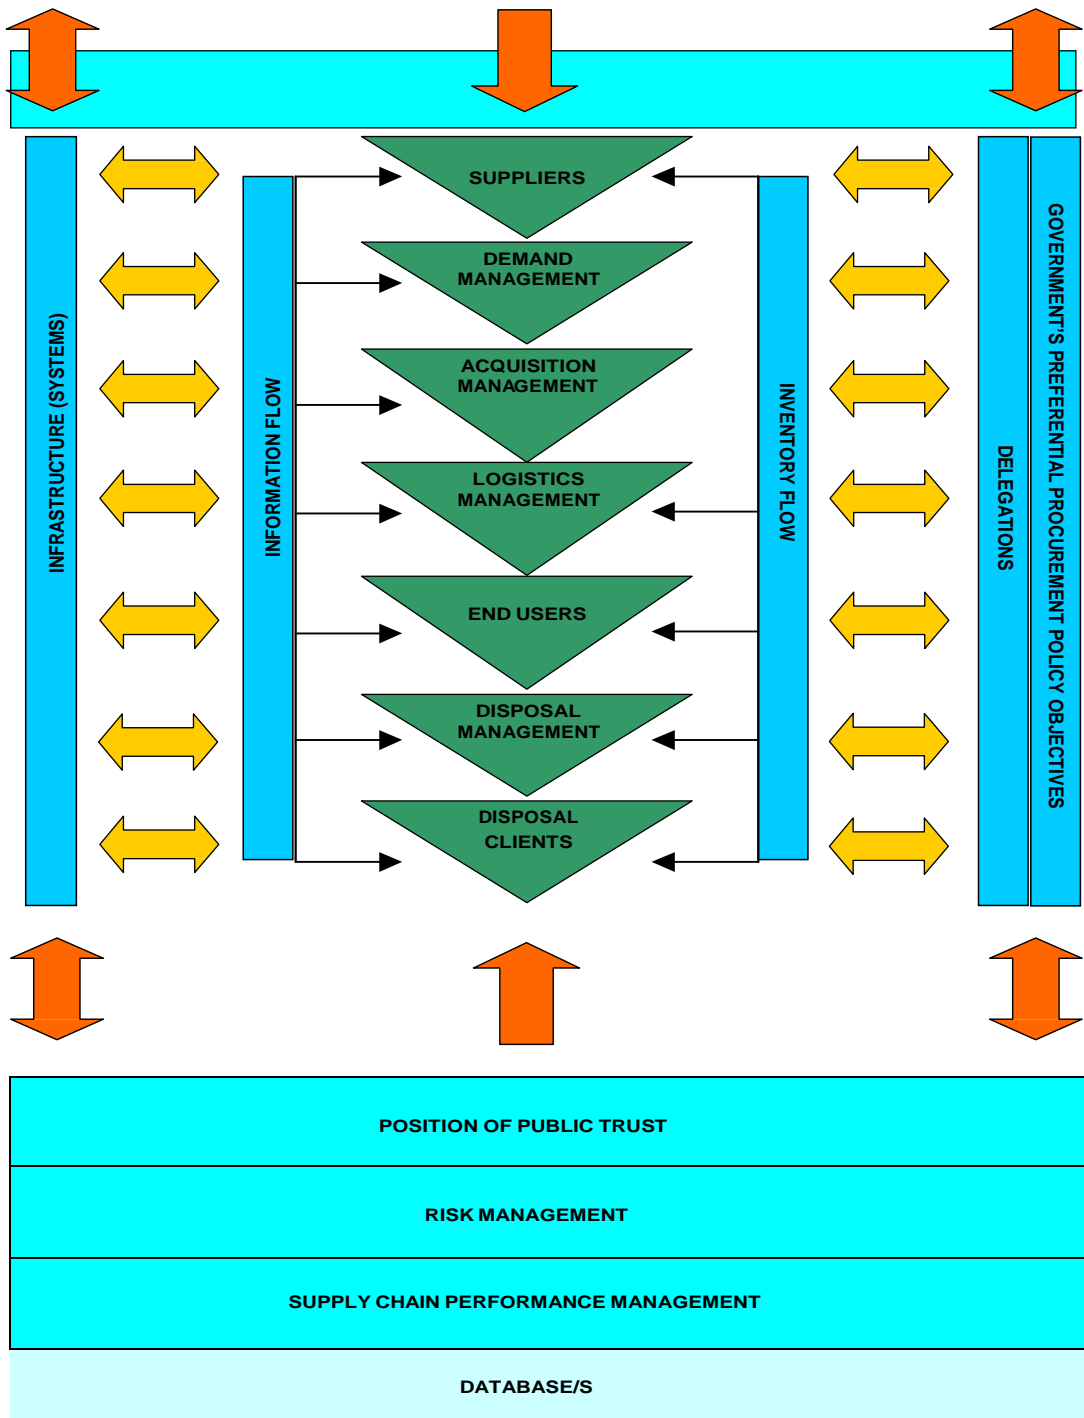 SUPPLIERS
DEMAND
MANAGEMENT
ACQUISITION
MANAGEMENT
LOGISTICS
MANAGEMENT
END USERS
DISPOSAL
MANAGEMENT
DISPOSAL
CLIENTS
INFRASTRUCTURE (SYSTEMS)
INFORMATION FLOW
INVENTORY FLOW
DELEGATIONS
GOVERNMENT'S PREFERENTIAL PROCUREMENT POLICY OBJECTIVES
POSITION OF PUBLIC TRUST
RISK MANAGEMENT
SUPPLY CHAIN PERFORMANCE MANAGEMENT
DATABASE/S